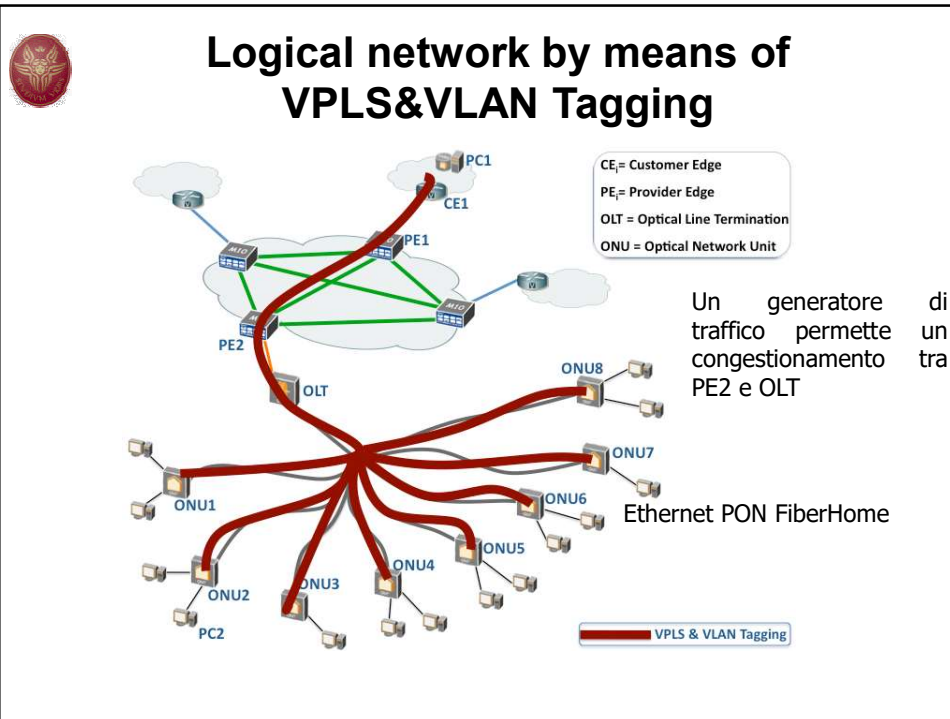 Logical network by means of
VPLS&VLAN Tagging
PC1
CE1
PE1
M10
PE2
OLT
CEi= Customer Edge
PEi= Provider Edge
OLT = Optical Line Termination
ONU = Optical Network Unit
Un generatore di
traffico permette un
congestionamento tra
PE2 e OLT
ONU8
ONU7
ONU6
Ethernet PON FiberHome
ONU1
ONU5
ONU4
ONU2
ONU3
PC2
VPLS & VLAN Tagging